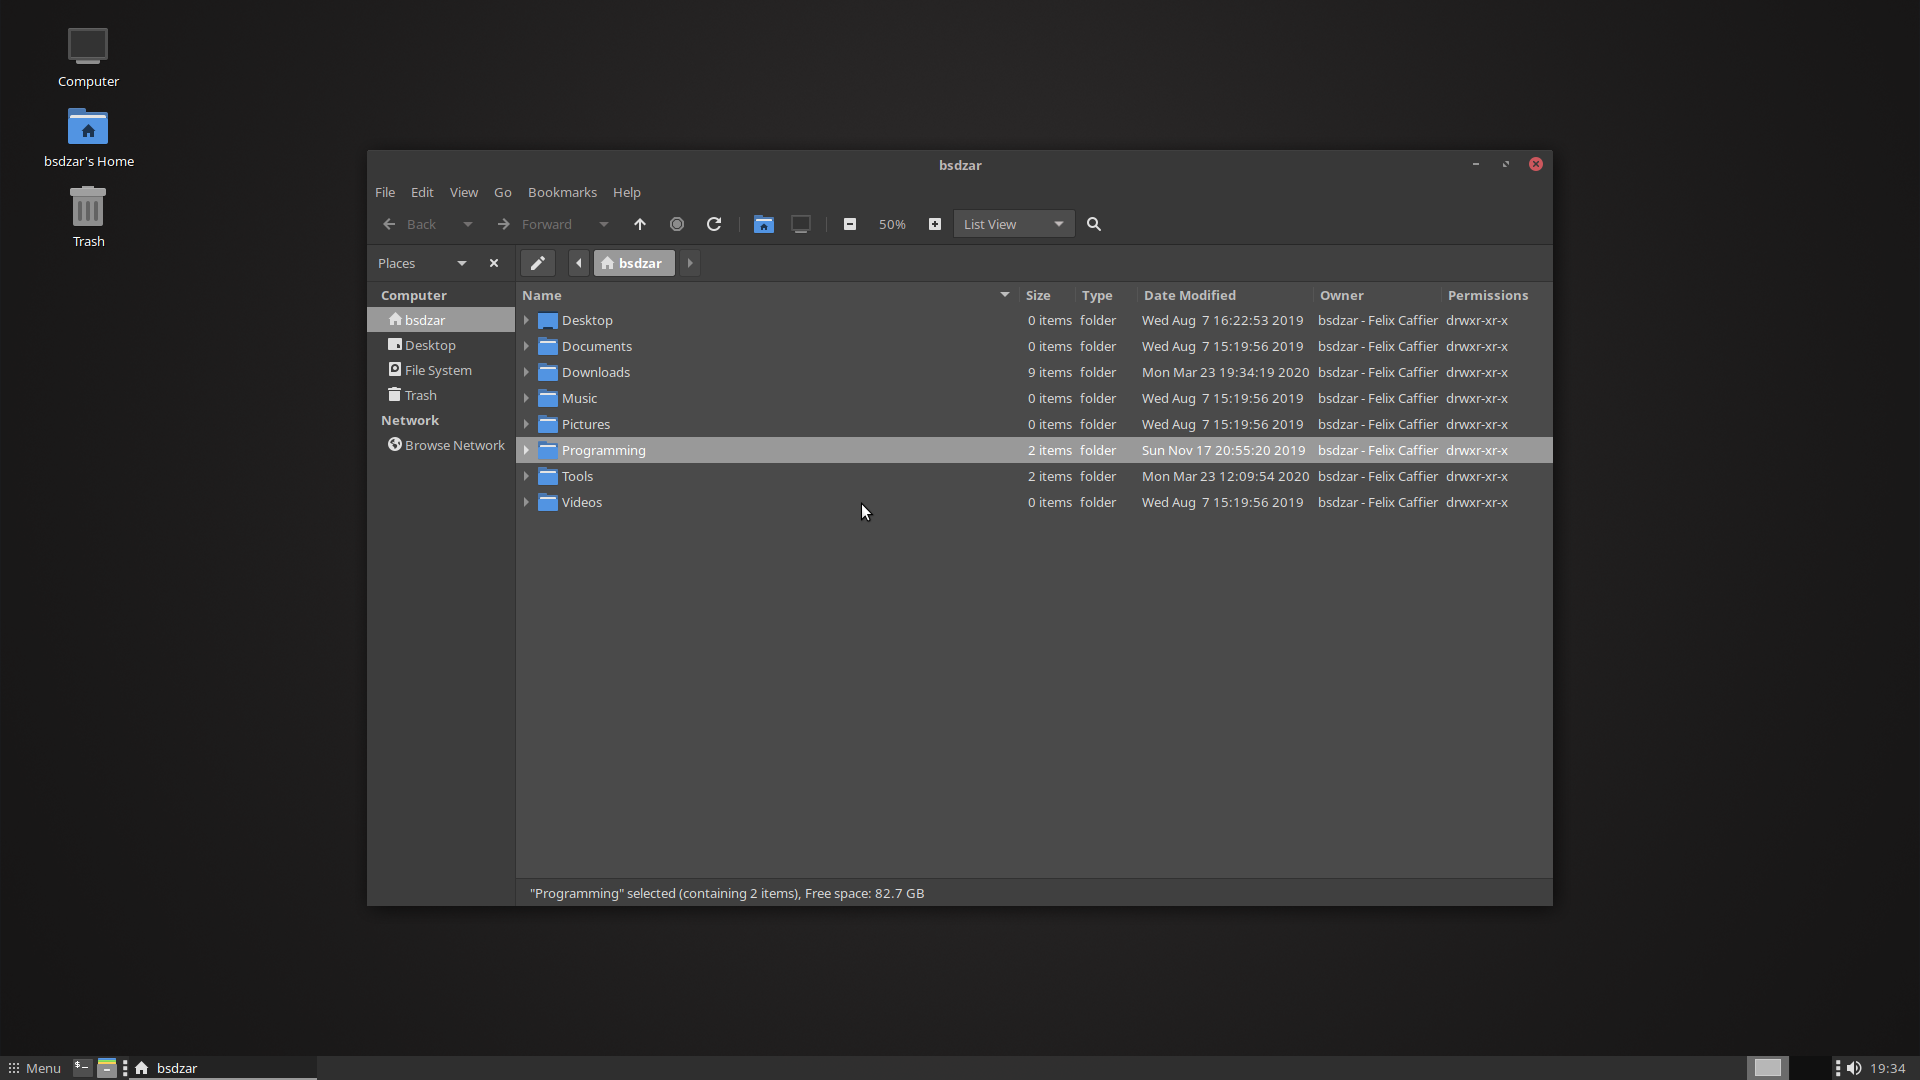 Computer
bsdzar's Home
Trash
bsdzar
File Edit View Go Bookmarks Help
Back Forward 50% List View
Places bsdzar
Name Size Type Date Modified Owner Permissions
Computer
bsdzar
Desktop
File System
Trash
Network
Browse Network
Desktop 0 items folder Wed Aug 7 16:22:53 2019 bsdzar - Felix Caffier drwxr-xr-x
Documents 0 items folder Wed Aug 7 15:19:56 2019 bsdzar - Felix Caffier drwxr-xr-x
Downloads 9 items folder Mon Mar 23 19:34:19 2020 bsdzar - Felix Caffier drwxr-xr-x
Music 0 items folder Wed Aug 7 15:19:56 2019 bsdzar - Felix Caffier drwxr-xr-x
Pictures 0 items folder Wed Aug 7 15:19:56 2019 bsdzar - Felix Caffier drwxr-xr-x
Programming 2 items folder Sun Nov 17 20:55:20 2019 bsdzar - Felix Caffier drwxr-xr-x
Tools 2 items folder Mon Mar 23 12:09:54 2020 bsdzar - Felix Caffier drwxr-xr-x
Videos 0 items folder Wed Aug 7 15:19:56 2019 bsdzar - Felix Caffier drwxr-xr-x
"Programming" selected (containing 2 items), Free space: 82.7 GB
Menu bsdzar 19:34